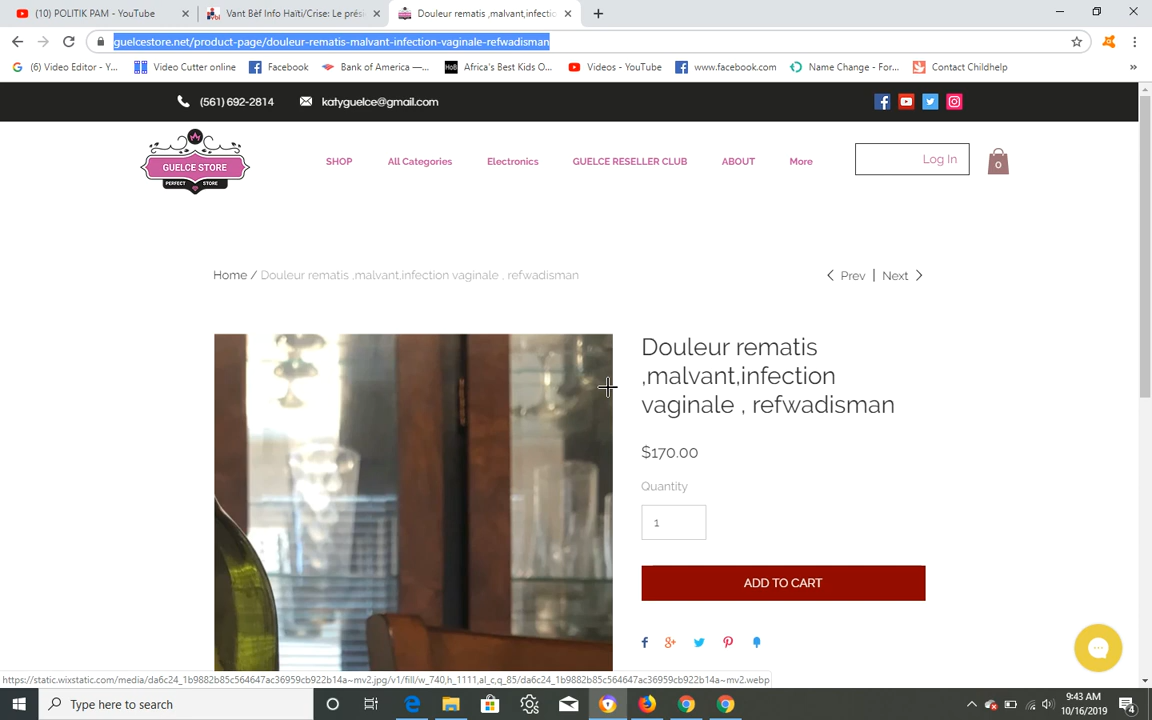 (10) POLITIK PAM - YouTube
Vant Bèf Info Haïti/Crise: Le prési
Douleur rematis ,malvant,infectio
guelcestore.net/product-page/douleur-rematis-malvant-infection-vaginale-refwadisman
(6) Video Editor - Y...
Video Cutter online
Facebook
Bank of America —...
Africa's Best Kids O...
Videos - YouTube
www.facebook.com
Name Change - For...
Contact Childhelp
»
(561) 692-2814
katyguelce@gmail.com
GUELCE STORE
PERFECT STORE
SHOP
All Categories
Electronics
GUELCE RESELLER CLUB
ABOUT
More
Log In
0
Home / Douleur rematis ,malvant,infection vaginale , refwadisman
Prev | Next
Douleur rematis
,malvant,infection
vaginale , refwadisman
$170.00
Quantity
1
ADD TO CART
https://static.wixstatic.com/media/da6c24_1b9882b85c564647ac36959cb922b14a~mv2.jpg/v1/fill/w_740,h_1111,al_c,q_85/da6c24_1b9882b85c564647ac36959cb922b14a~mv2.webp
Type here to search
9:43 AM
10/16/2019
4